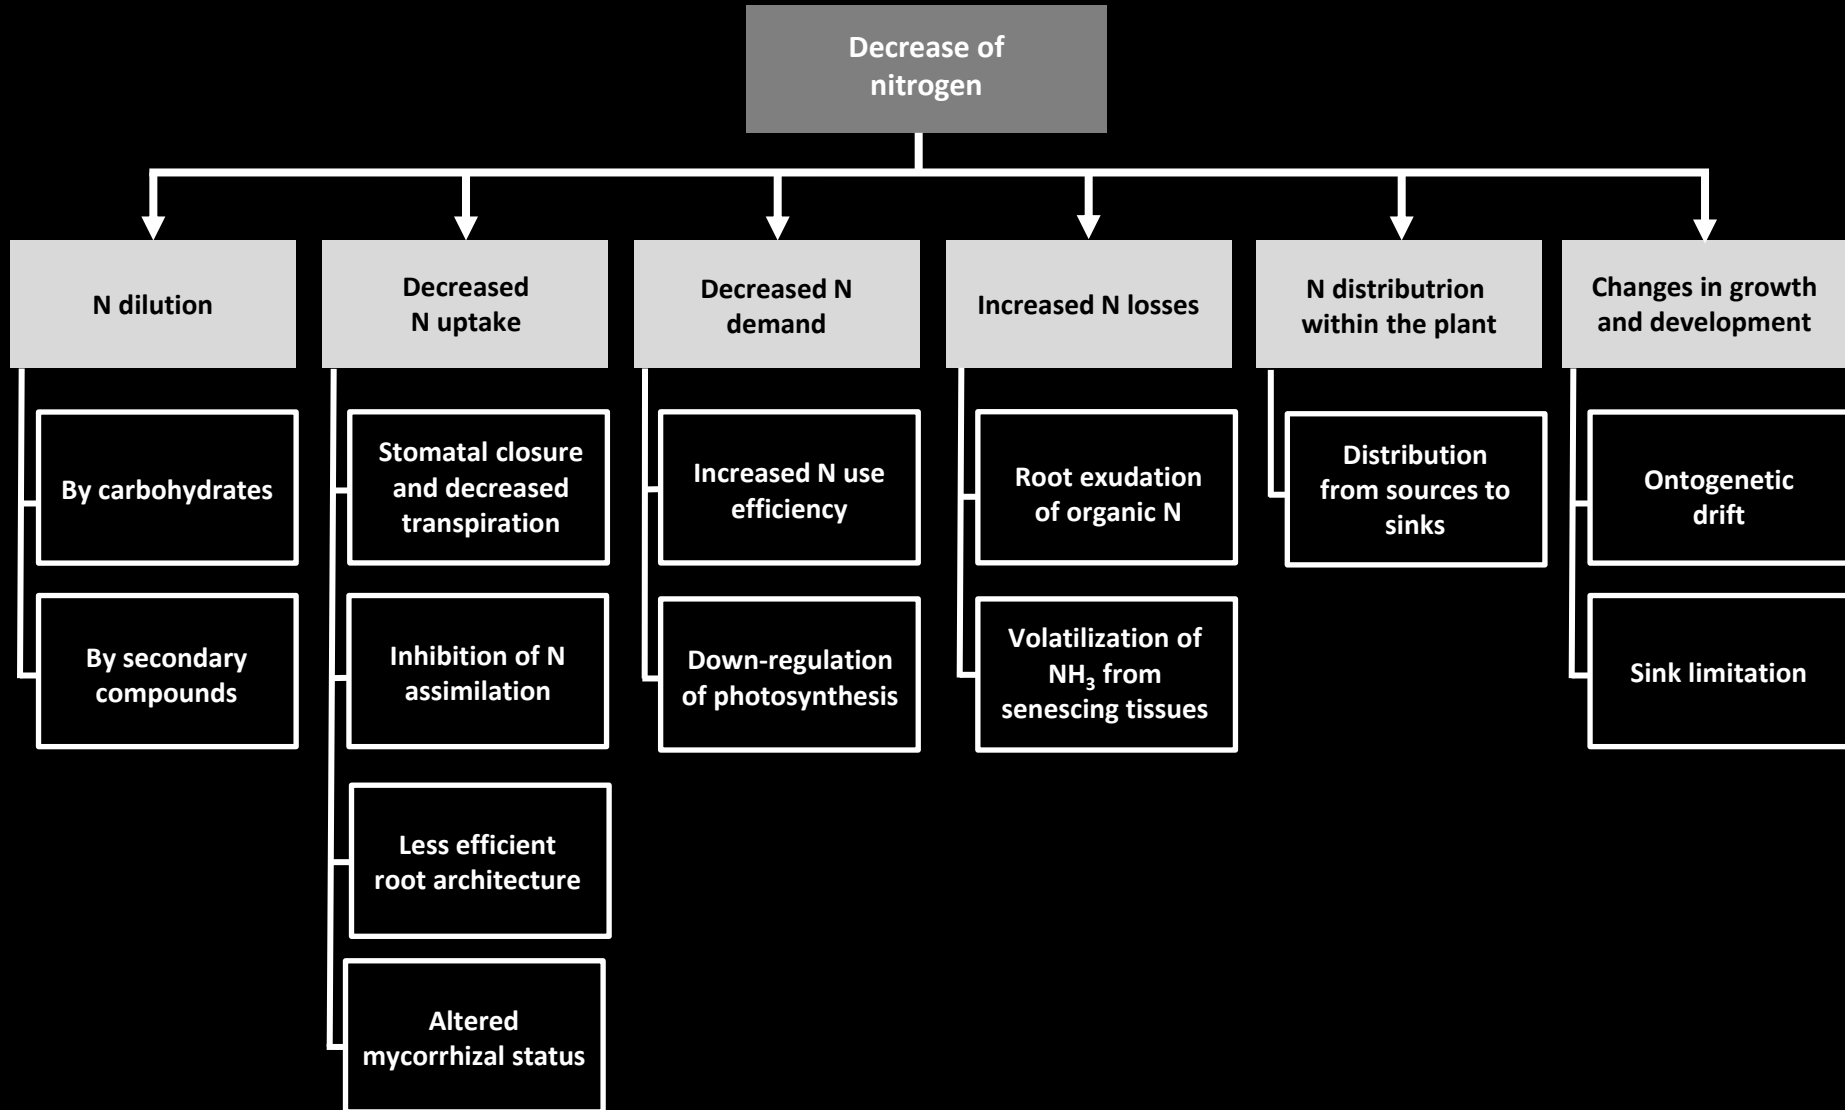 Decrease of
nitrogen
N dilution
Decreased
N uptake
Decreased N
demand
Increased N losses
N distributrion
within the plant
Changes in growth
and development
By carbohydrates
By secondary
compounds
Stomatal closure
and decreased
transpiration
Inhibition of N
assimilation
Less efficient
root architecture
Altered
mycorrhizal status
Increased N use
efficiency
Down-regulation
of photosynthesis
Root exudation
of organic N
Volatilization of
NH₃ from
senescing tissues
Distribution
from sources to
sinks
Ontogenetic
drift
Sink limitation